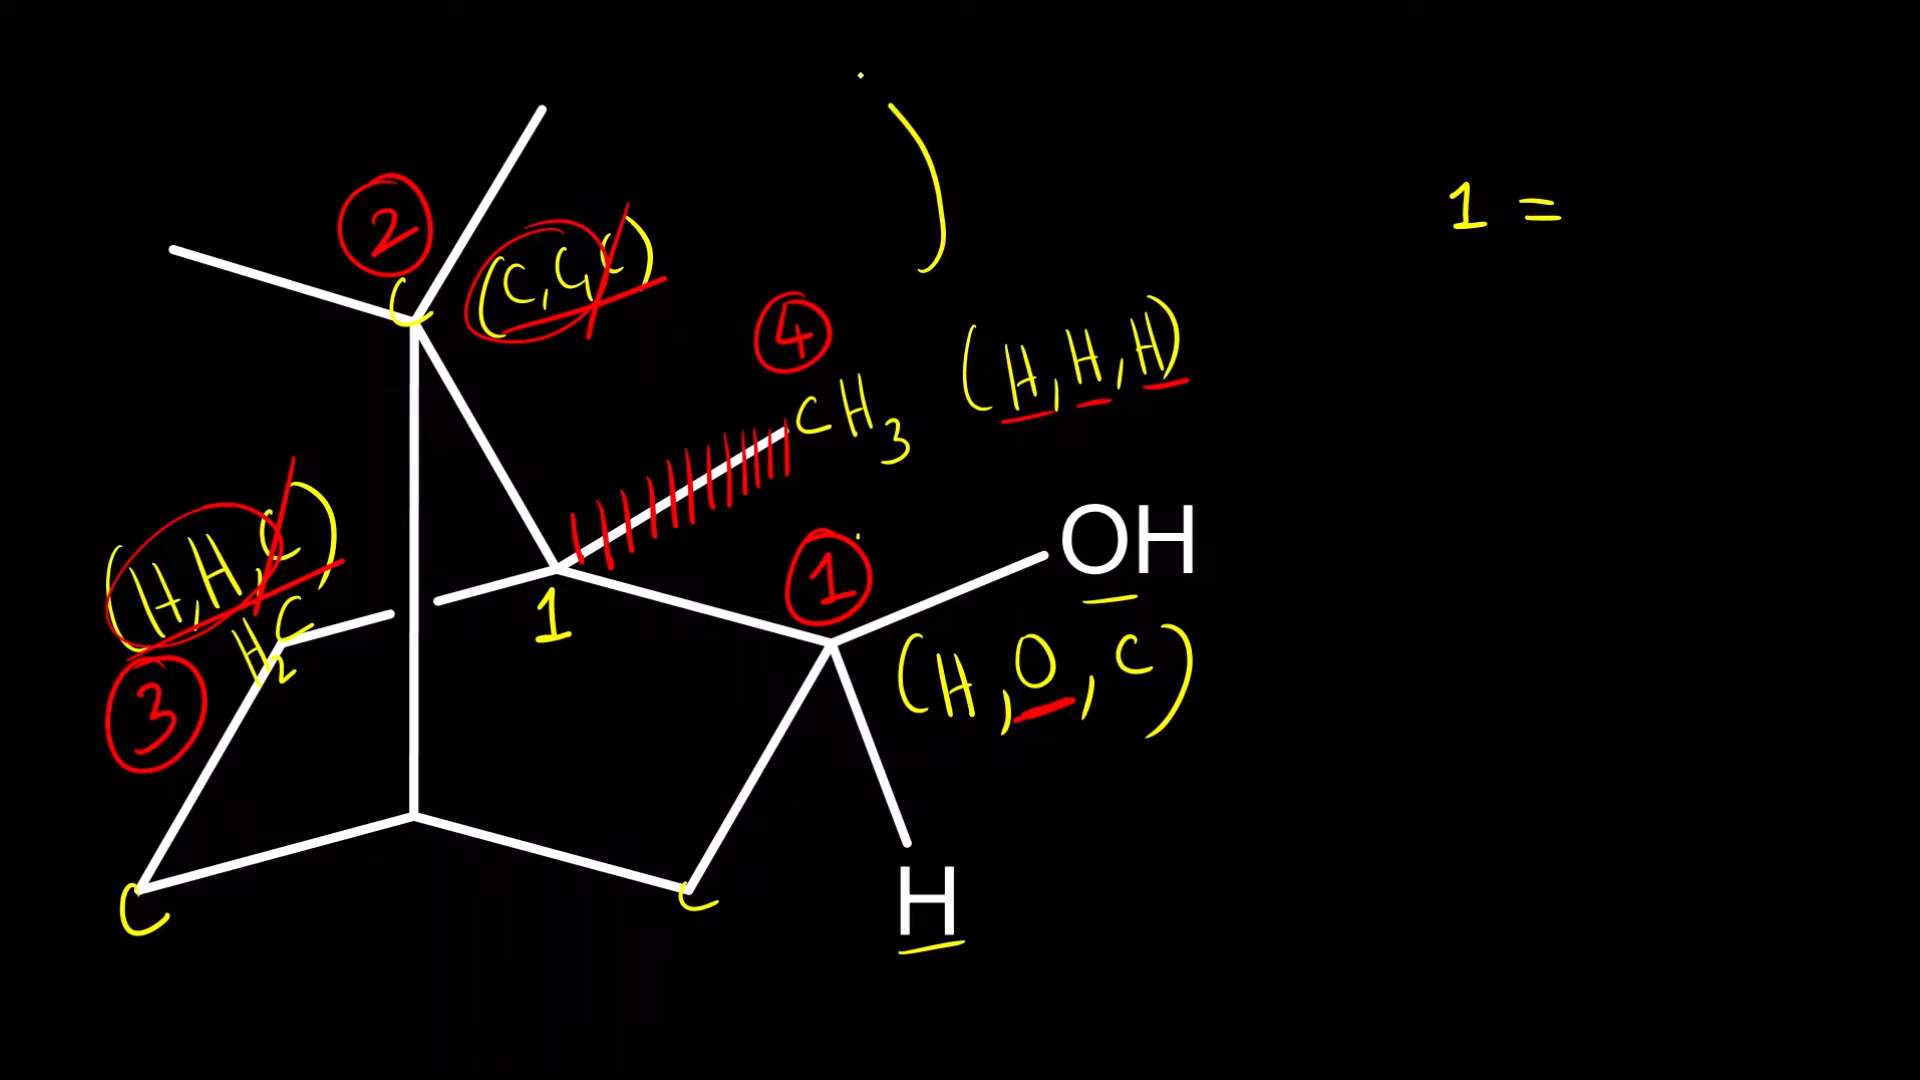 1 =
2
C (C,C,C)
4
CH3 (H,H,H)
OH
1
(H,H,C)
H2C
1
(H,O,C)
3
C
C
H